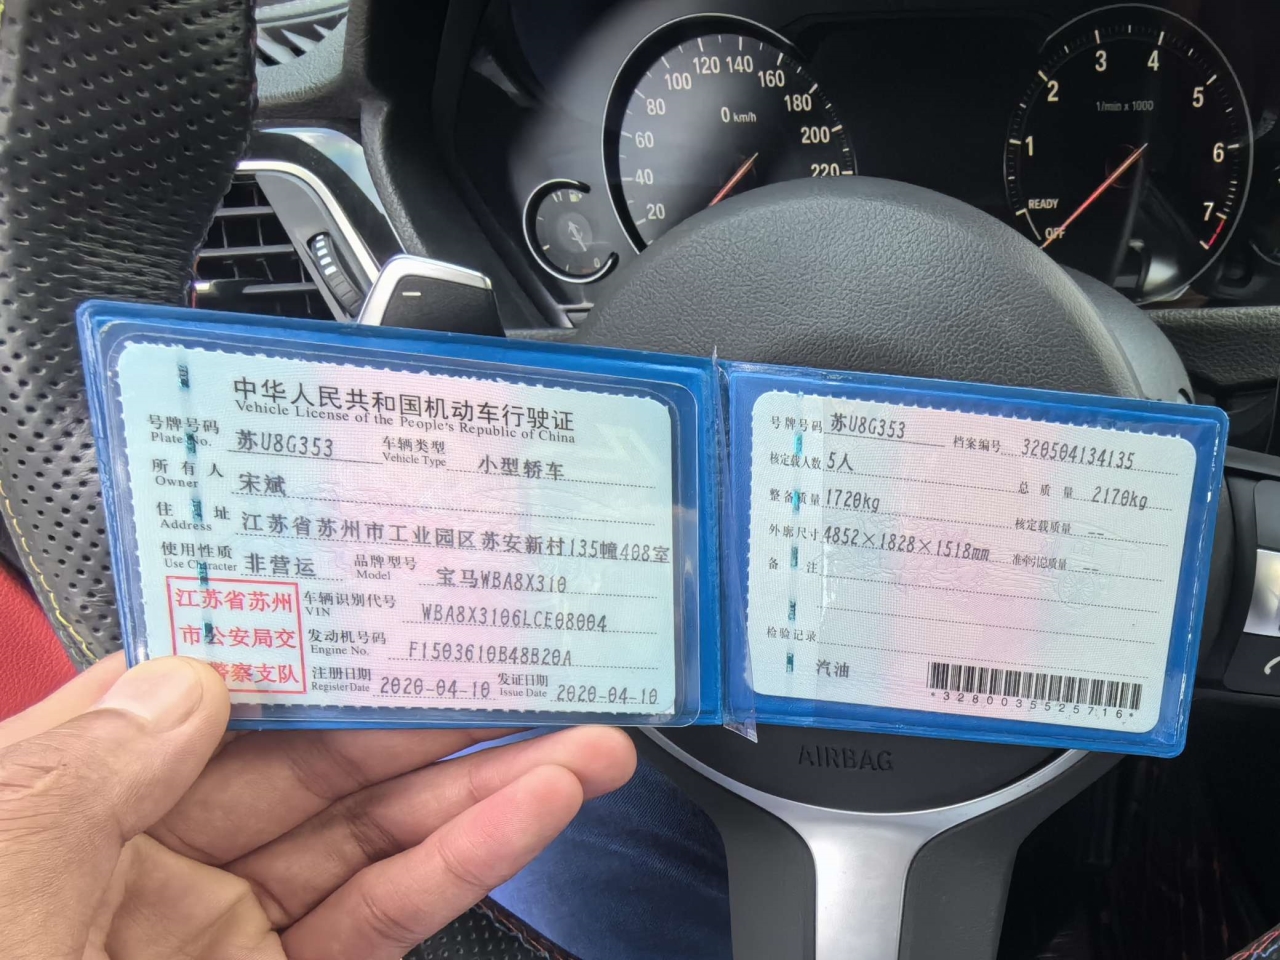 120 140
100 160
80 180
60 200
40 220
20
0 km/h
3 4
2 5
1/min x 1000
1 6
READY 7
OFF
0
中华人民共和国机动车行驶证
Vehicle License of the People's Republic of China
号牌号码 苏U8G353 车辆类型 小型轿车
Plate No. Vehicle Type
所有人 宋斌
Owner
住址 江苏省苏州市工业园区苏安新村135幢408室
Address
使用性质 非营运 品牌型号 宝马WBA8X310
Use Character Model
江苏省苏州
市公安局交
警察支队
车辆识别代号 WBA8X3106LCE08004
VIN
发动机号码 F1503610B48B20A
Engine No.
注册日期 2020-04-10 发证日期 2020-04-10
Register Date Issue Date
号牌号码 苏U8G353 档案编号 320504134135
核定载人数 5人 总质量 2170kg
整备质量 1720kg 核定载质量 --
外廓尺寸 4852×1828×1518mm 准牵引总质量 --
备注
检验记录
汽油
*3280035525716*
AIRBAG